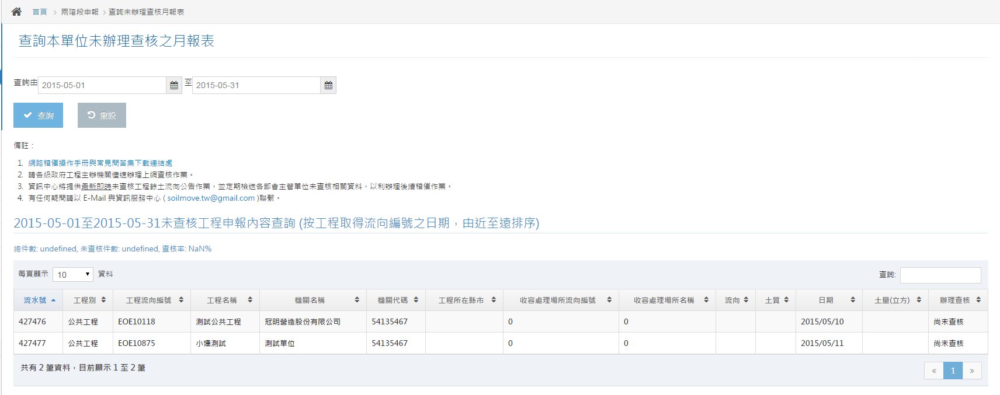 首頁 > 兩階段申報 > 查詢未辦理查核月報表
查詢本單位未辦理查核之月報表
查詢由 2015-05-01 至 2015-05-31
查詢 重設
備註：
1. 網路稽催操作手冊與常見問答集下載連結處
2. 請各級政府工程主辦機關儘速辦理上網查核作業。
3. 資訊中心將提供最新即時未查核工程餘土流向公告作業，並定期檢送各部會主管單位未查核相關資料，以利辦理後續稽催作業。
4. 有任何疑問請以 E-Mail 與資訊服務中心 ( soilmove.tw@gmail.com )聯繫。
2015-05-01至2015-05-31未查核工程申報內容查詢 (按工程取得流向編號之日期，由近至遠排序)
總件數: undefined, 未查核件數: undefined, 查核率: NaN%
每頁顯示 10 資料 查詢:
流水號 工程別 工程流向編號 工程名稱 機關名稱 機關代碼 工程所在縣市 收容處理場所流向編號 收容處理場所名稱 流向 土質 日期 土量(立方) 辦理查核
427476 公共工程 EOE10118 測試公共工程 冠明營造股份有限公司 54135467 0 0 2015/05/10 尚未查核
427477 公共工程 EOE10875 小燻測試 測試單位 54135467 0 0 2015/05/11 尚未查核
共有 2 筆資料，目前顯示 1 至 2 筆 « 1 »